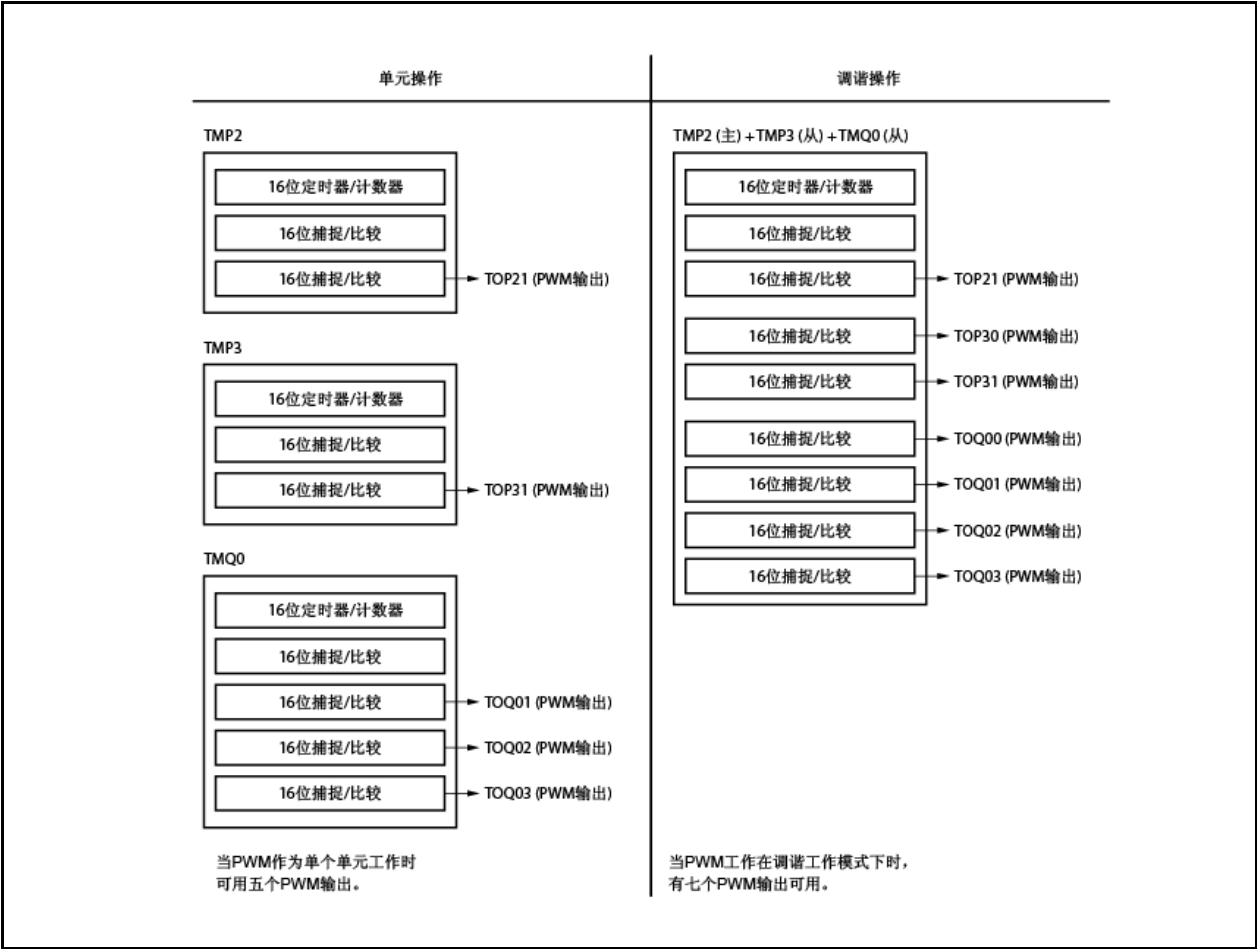 单元操作
TMP2
16位定时器/计数器
16位捕捉/比较
16位捕捉/比较
TOP21 (PWM输出)
TMP3
16位定时器/计数器
16位捕捉/比较
16位捕捉/比较
TOP31 (PWM输出)
TMQ0
16位定时器/计数器
16位捕捉/比较
16位捕捉/比较
TOQ01 (PWM输出)
16位捕捉/比较
TOQ02 (PWM输出)
16位捕捉/比较
TOQ03 (PWM输出)
当PWM作为单个单元工作时
可用五个PWM输出。
调谐操作
TMP2 (主) +TMP3 (从) +TMQ0 (从)
16位定时器/计数器
16位捕捉/比较
16位捕捉/比较
TOP21 (PWM输出)
16位捕捉/比较
TOP30 (PWM输出)
16位捕捉/比较
TOP31 (PWM输出)
16位捕捉/比较
TOQ00 (PWM输出)
16位捕捉/比较
TOQ01 (PWM输出)
16位捕捉/比较
TOQ02 (PWM输出)
16位捕捉/比较
TOQ03 (PWM输出)
当PWM工作在调谐工作模式下时,
有七个PWM输出可用。